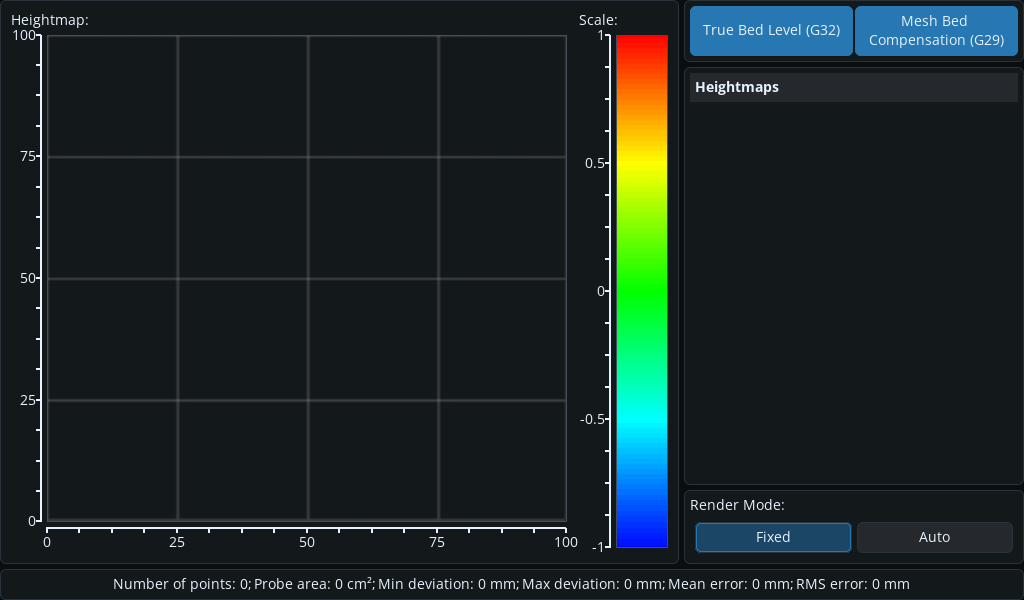 Heightmap:
100
75
50
25
0
0 25 50 75 100
Scale:
1
0.5
0
-0.5
-1
True Bed Level (G32)
Mesh Bed
Compensation (G29)
Heightmaps
Render Mode:
Fixed
Auto
Number of points: 0; Probe area: 0 cm²; Min deviation: 0 mm; Max deviation: 0 mm; Mean error: 0 mm; RMS error: 0 mm